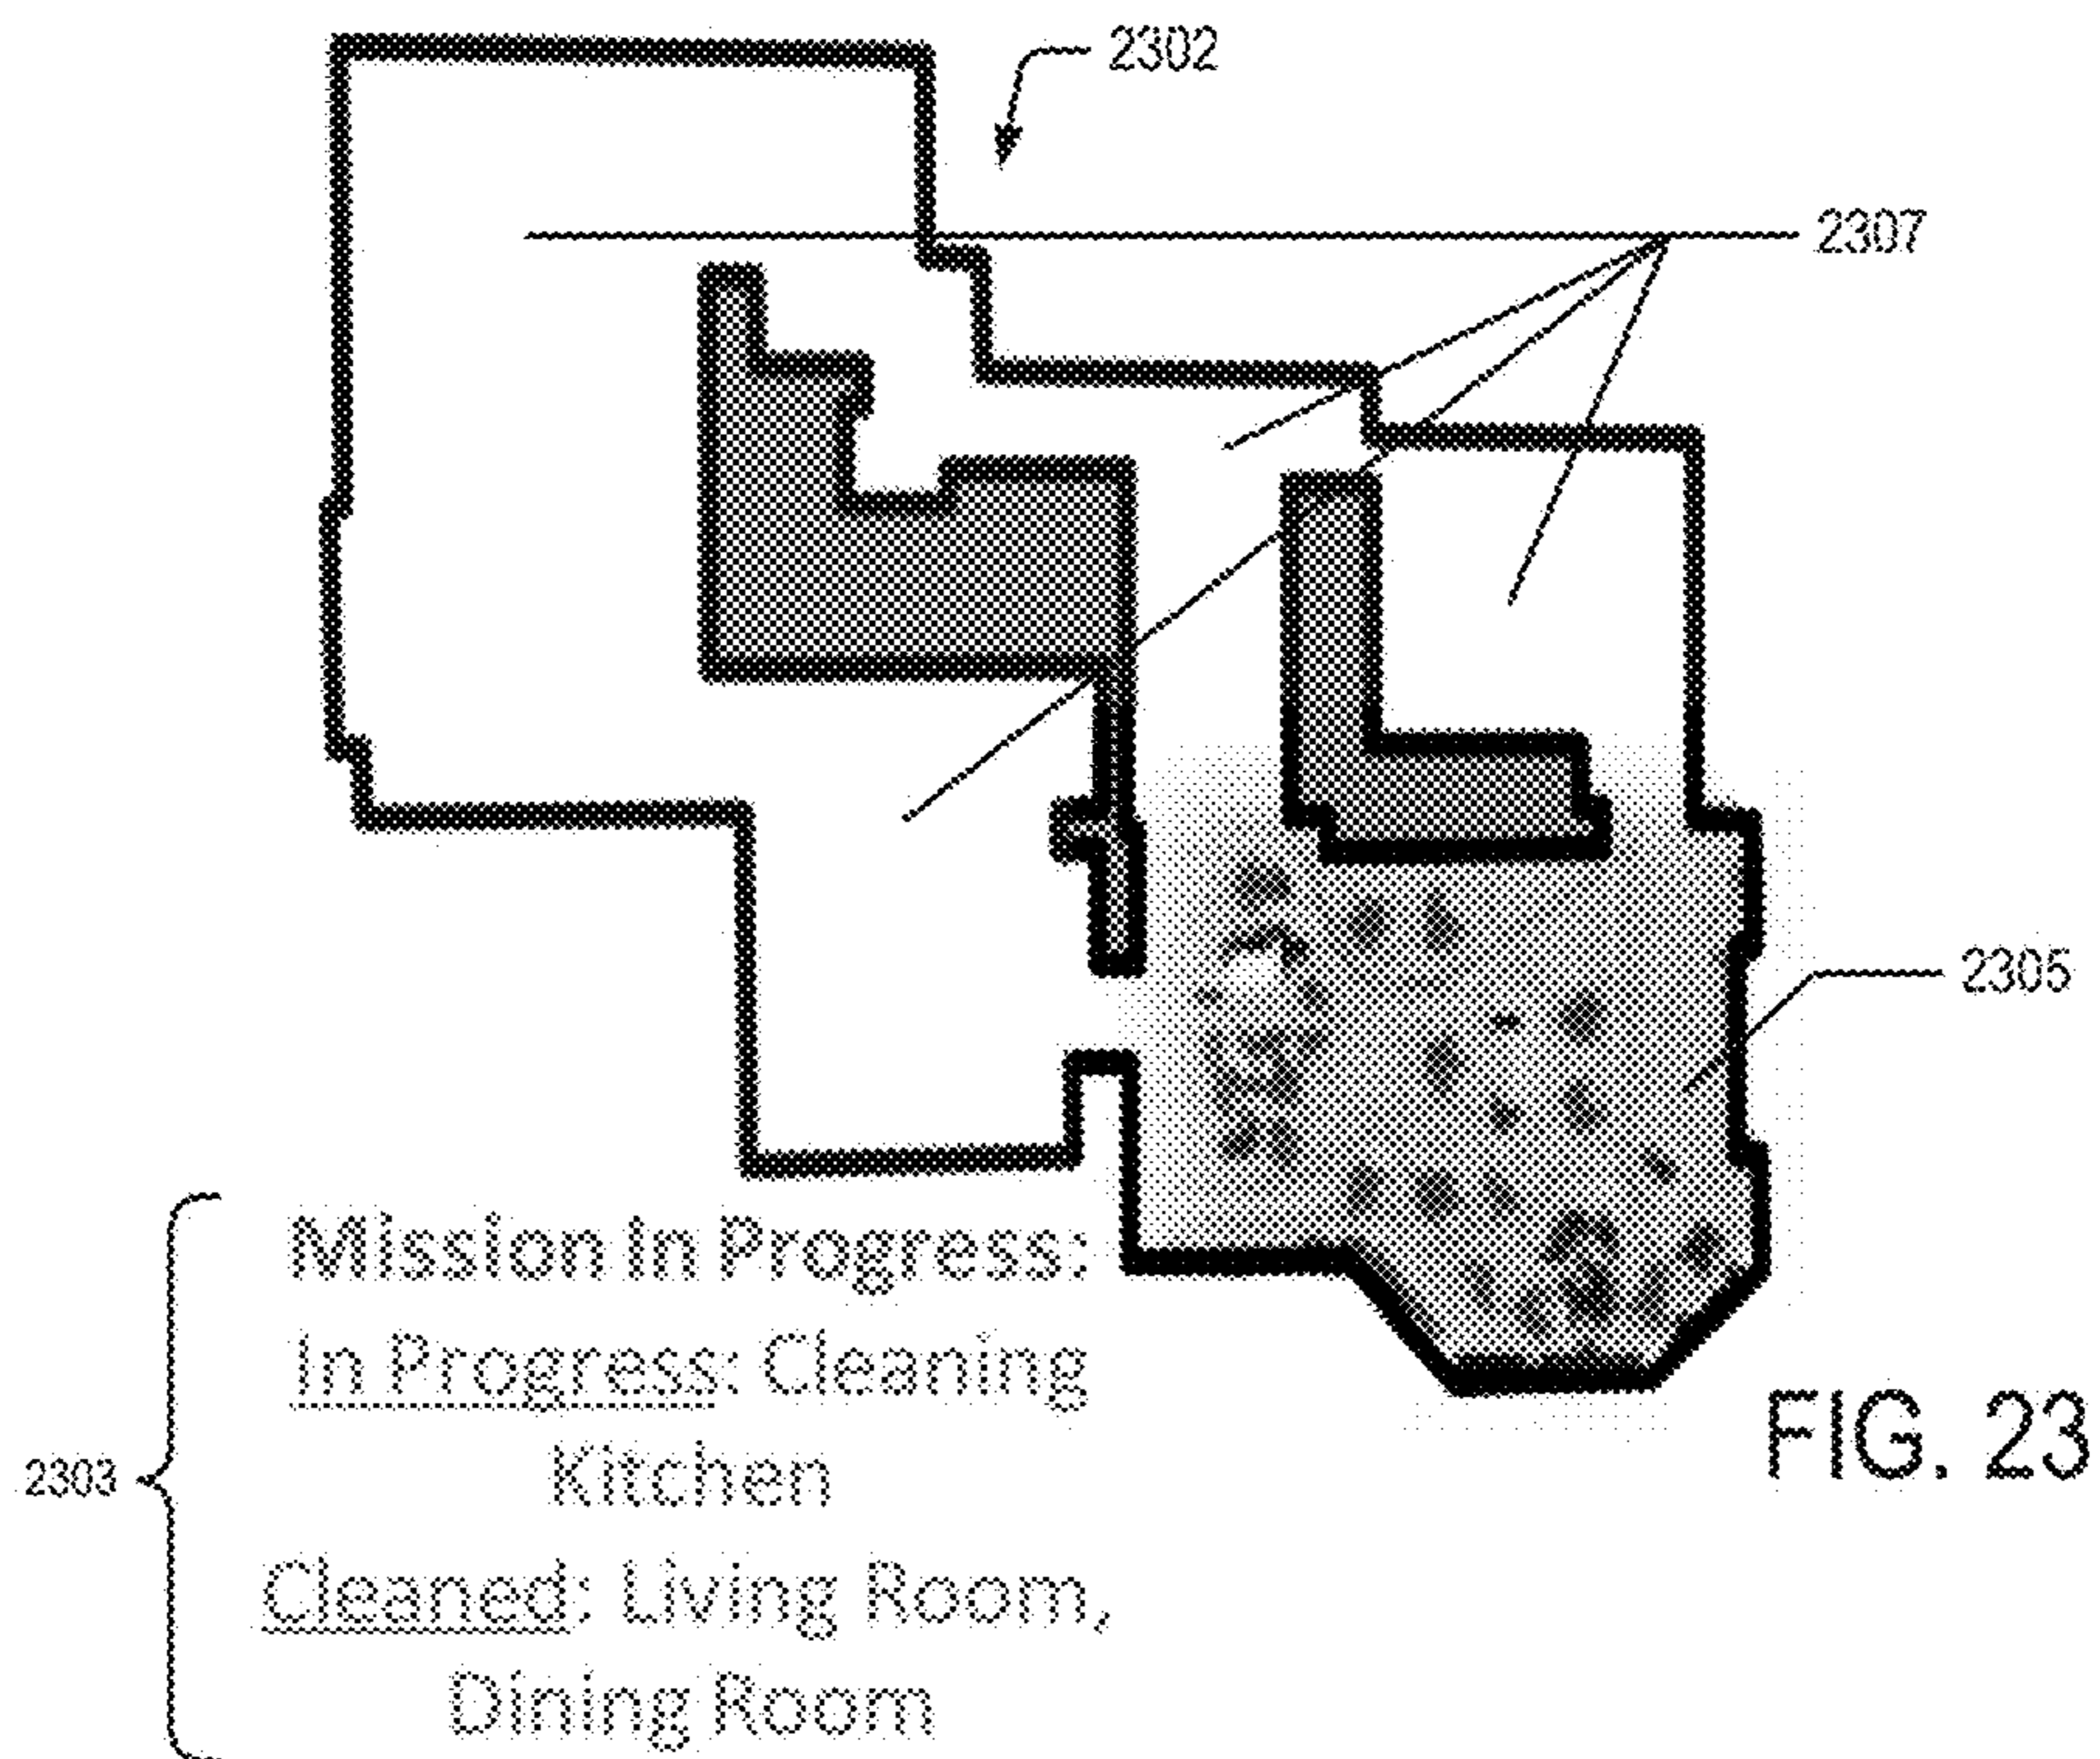 2302
2307
2305
Mission In Progress:
In Progress: Cleaning
Kitchen
2303
Cleaned: Living Room,
Dining Room
FIG. 23